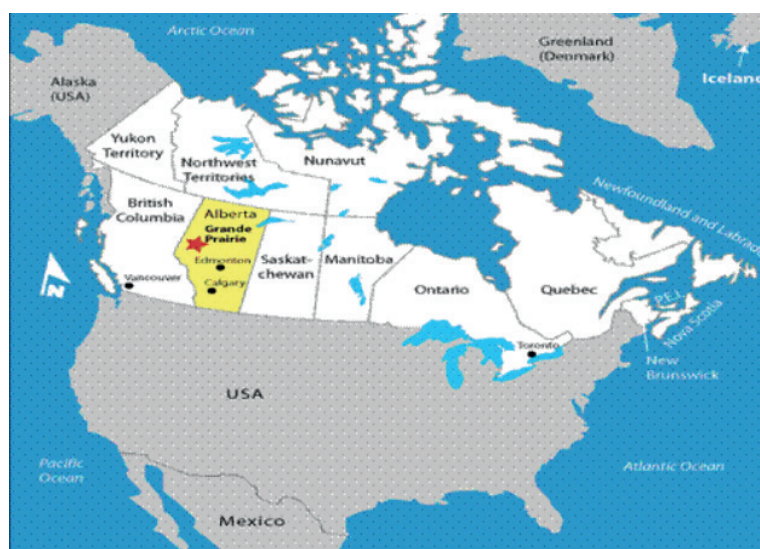 Arctic Ocean
Greenland
(Denmark)
Iceland
Alaska
(USA)
Yukon
Territory
Northwest
Territories
Nunavut
British
Columbia
Alberta
Grande
Prairie
Edmonton
Calgary
Vancouver
N
Saskat-
chewan
Manitoba
Ontario
Quebec
Newfoundland and Labrador
P.E.I.
Nova Scotia
New
Brunswick
Toronto
USA
Pacific
Ocean
Atlantic Ocean
Mexico